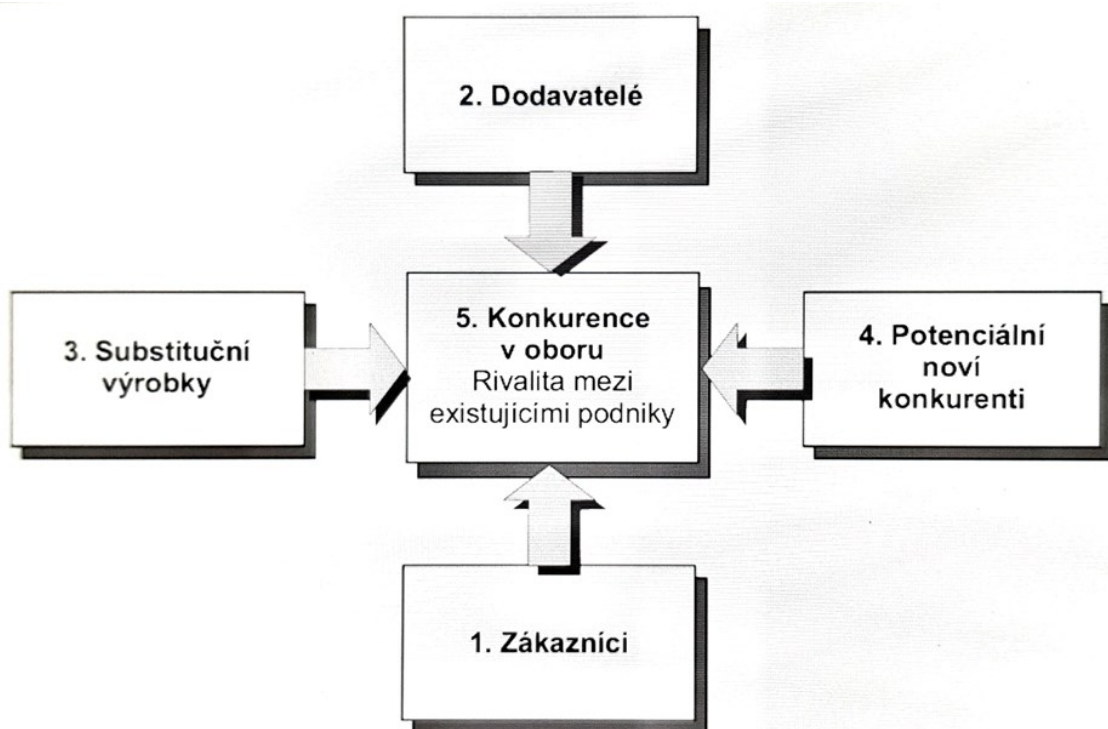 2. Dodavatelé
3. Substituční
výrobky
5. Konkurence
v oboru
Rivalita mezi
existujícími podniky
4. Potenciální
noví
konkurenti
1. Zákazníci